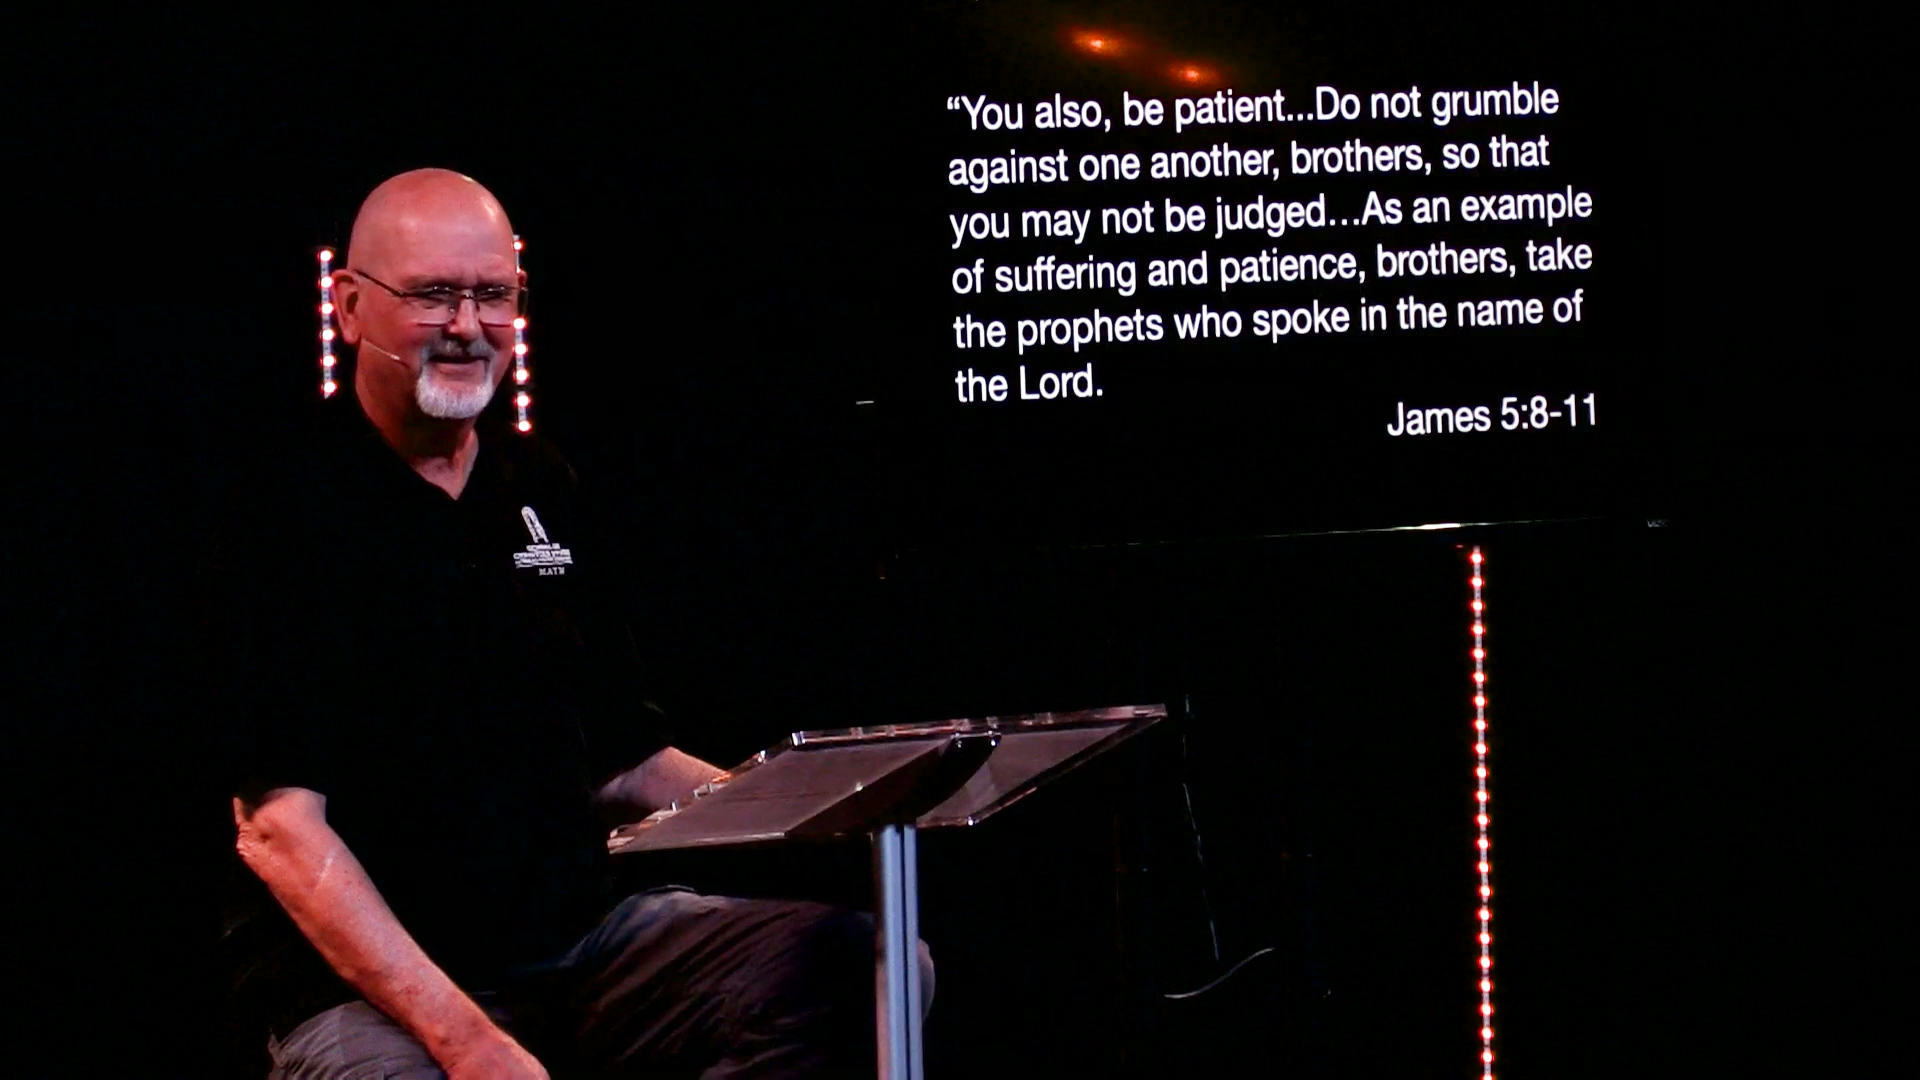 “You also, be patient...Do not grumble
against one another, brothers, so that
you may not be judged...As an example
of suffering and patience, brothers, take
the prophets who spoke in the name of
the Lord.
James 5:8-11